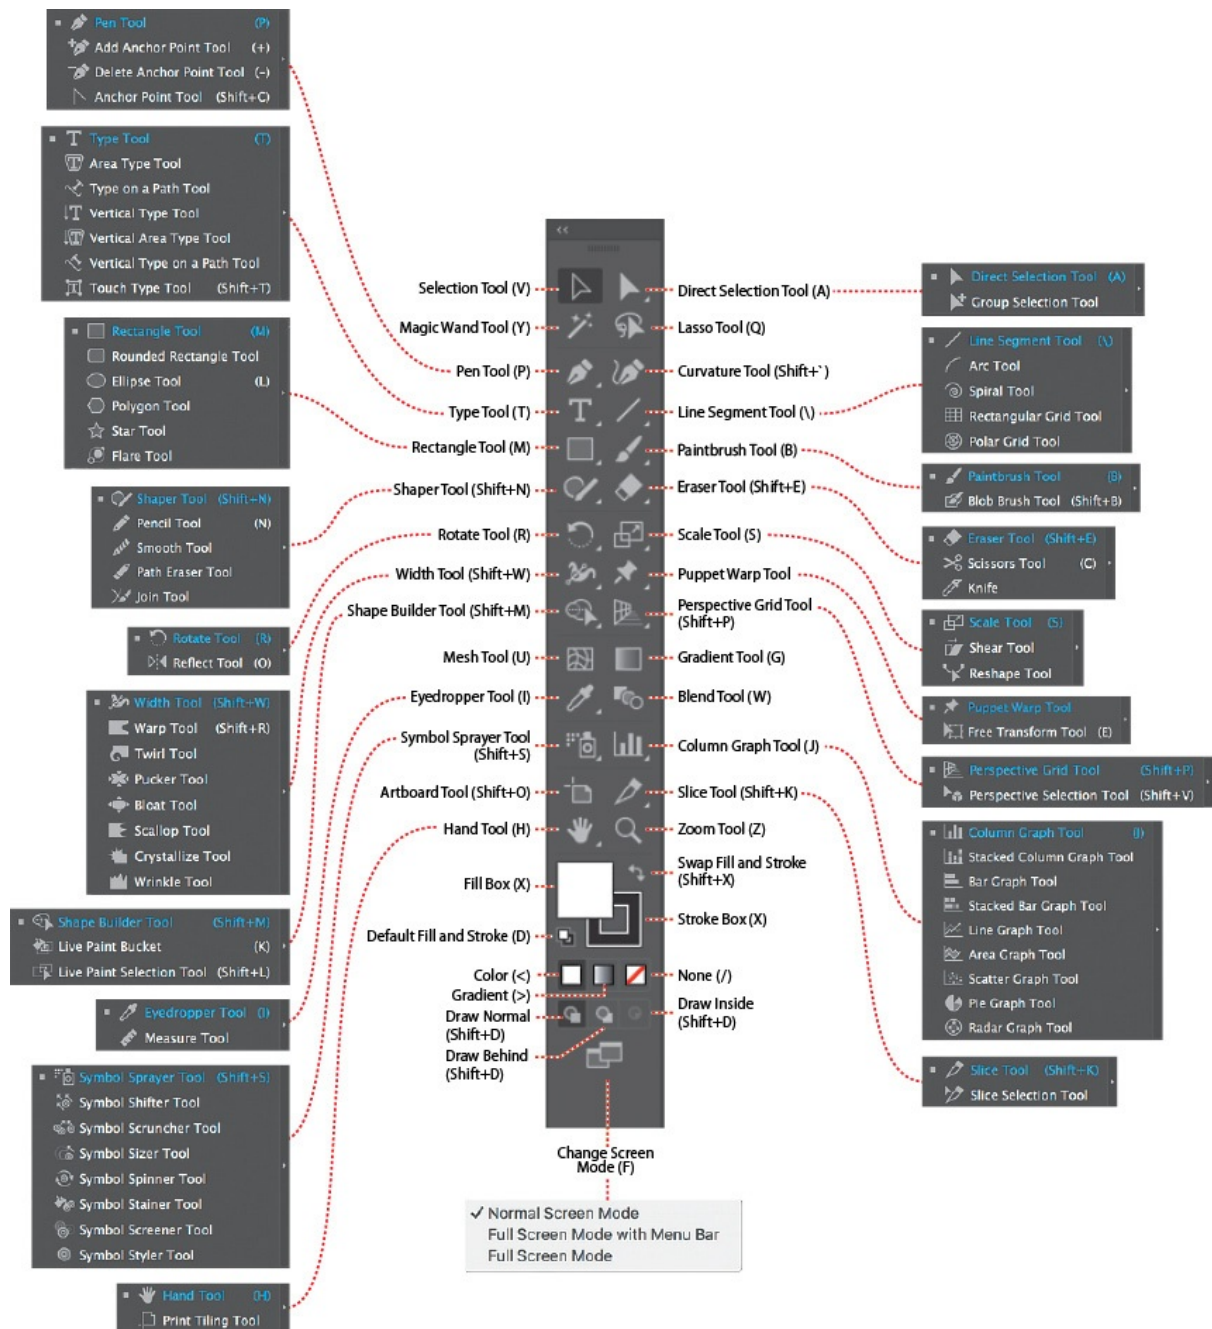 Pen Tool (P)
Add Anchor Point Tool (+)
Delete Anchor Point Tool (-)
Anchor Point Tool (Shift+C)
Type Tool (T)
Area Type Tool
Type on a Path Tool
Vertical Type Tool
Vertical Area Type Tool
Vertical Type on a Path Tool
Touch Type Tool (Shift+T)
Rectangle Tool (M)
Rounded Rectangle Tool
Ellipse Tool (L)
Polygon Tool
Star Tool
Flare Tool
Shaper Tool (Shift+N)
Pencil Tool (N)
Smooth Tool
Path Eraser Tool
Join Tool
Rotate Tool (R)
Reflect Tool (O)
Width Tool (Shift+W)
Warp Tool (Shift+R)
Twirl Tool
Pucker Tool
Bloat Tool
Scallop Tool
Crystallize Tool
Wrinkle Tool
Shape Builder Tool (Shift+M)
Live Paint Bucket (K)
Live Paint Selection Tool (Shift+L)
Eyedropper Tool (I)
Measure Tool
Symbol Sprayer Tool (Shift+S)
Symbol Shifter Tool
Symbol Scruncher Tool
Symbol Sizer Tool
Symbol Spinner Tool
Symbol Stainer Tool
Symbol Screener Tool
Symbol Styler Tool
Hand Tool (H)
Print Tiling Tool
Selection Tool (V)
Magic Wand Tool (Y)
Pen Tool (P)
Type Tool (T)
Rectangle Tool (M)
Shaper Tool (Shift+N)
Rotate Tool (R)
Width Tool (Shift+W)
Shape Builder Tool (Shift+M)
Mesh Tool (U)
Eyedropper Tool (I)
Symbol Sprayer Tool
(Shift+S)
Artboard Tool (Shift+O)
Hand Tool (H)
Fill Box (X)
Default Fill and Stroke (D)
Color (<)
Gradient (>)
Draw Normal
(Shift+D)
Draw Behind
(Shift+D)
Direct Selection Tool (A)
Lasso Tool (Q)
Curvature Tool (Shift+`)
Line Segment Tool (\)
Paintbrush Tool (B)
Eraser Tool (Shift+E)
Scale Tool (S)
Puppet Warp Tool
Perspective Grid Tool
(Shift+P)
Gradient Tool (G)
Blend Tool (W)
Column Graph Tool (J)
Slice Tool (Shift+K)
Zoom Tool (Z)
Swap Fill and Stroke
(Shift+X)
Stroke Box (X)
None (/)
Draw Inside
(Shift+D)
Change Screen
Mode (F)
✓ Normal Screen Mode
Full Screen Mode with Menu Bar
Full Screen Mode
Direct Selection Tool (A)
Group Selection Tool
Line Segment Tool (\)
Arc Tool
Spiral Tool
Rectangular Grid Tool
Polar Grid Tool
Paintbrush Tool (B)
Blob Brush Tool (Shift+B)
Eraser Tool (Shift+E)
Scissors Tool (C)
Knife
Scale Tool (S)
Shear Tool
Reshape Tool
Puppet Warp Tool
Free Transform Tool (E)
Perspective Grid Tool (Shift+P)
Perspective Selection Tool (Shift+V)
Column Graph Tool (J)
Stacked Column Graph Tool
Bar Graph Tool
Stacked Bar Graph Tool
Line Graph Tool
Area Graph Tool
Scatter Graph Tool
Pie Graph Tool
Radar Graph Tool
Slice Tool (Shift+K)
Slice Selection Tool